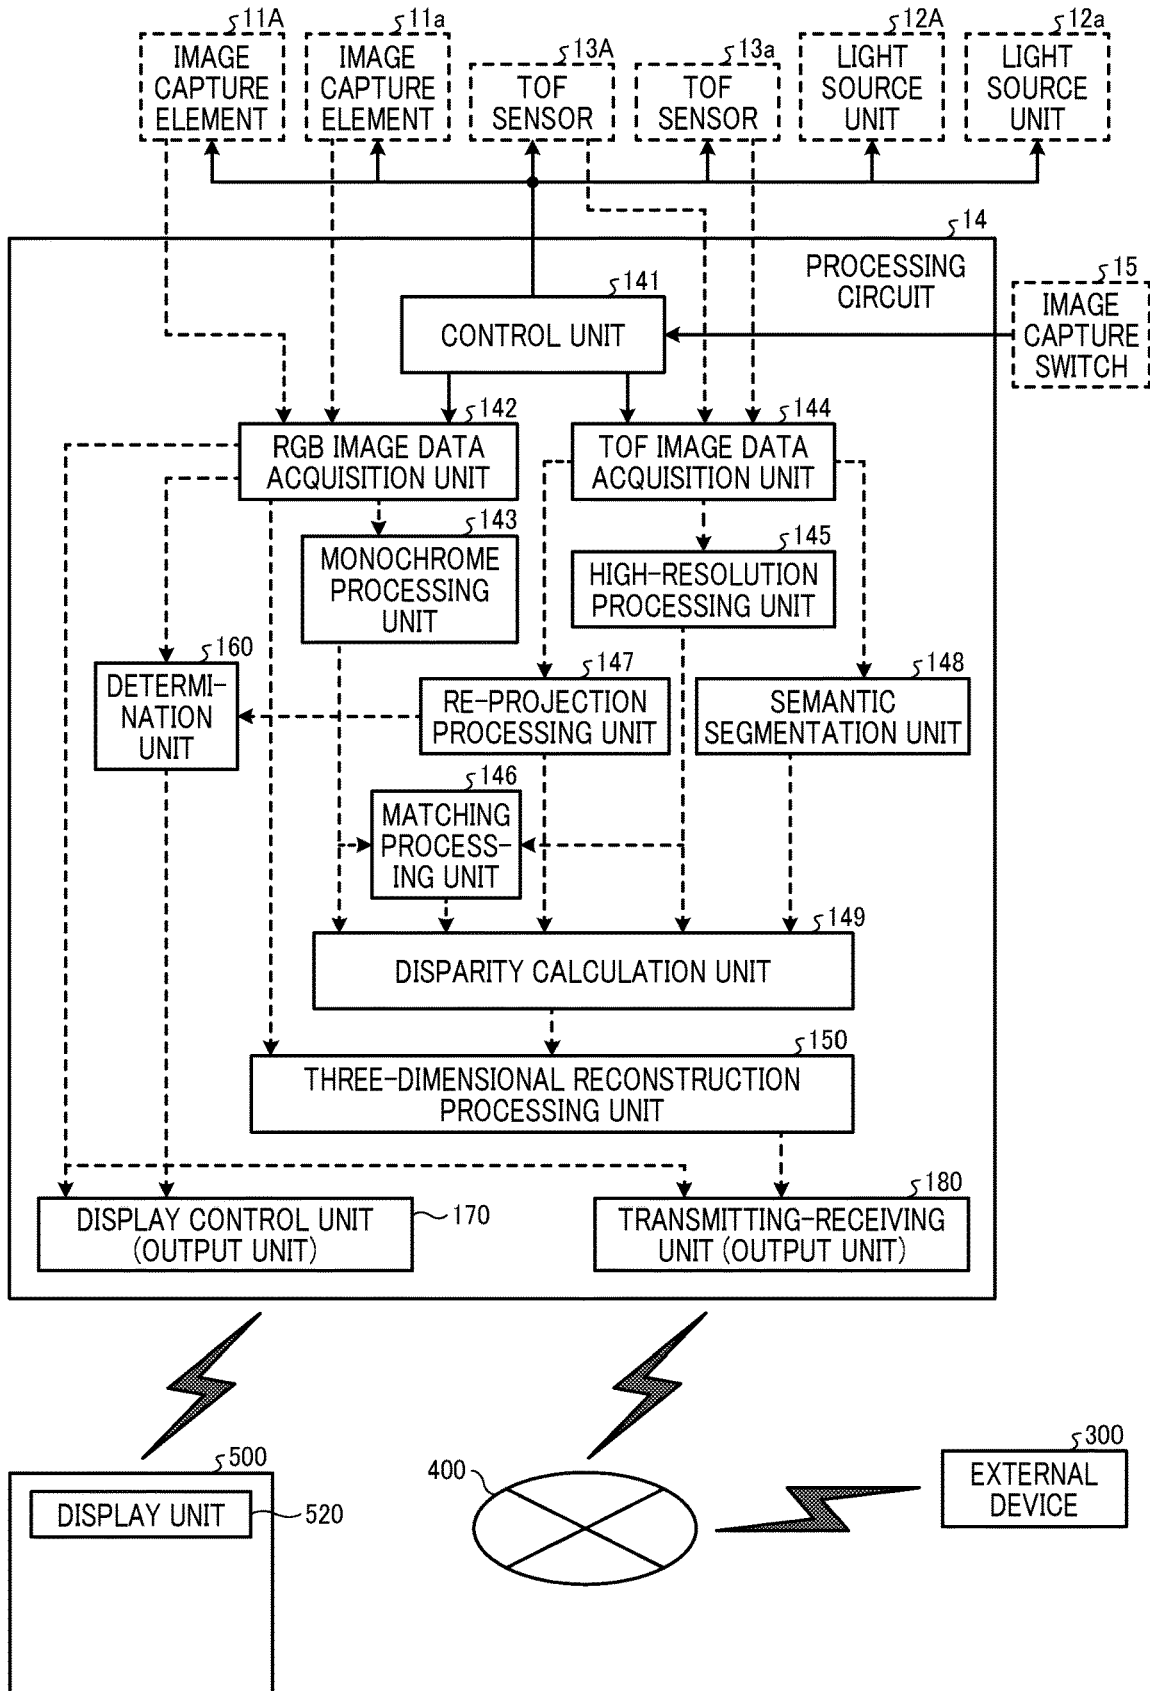 11A
IMAGE
CAPTURE
ELEMENT
11a
IMAGE
CAPTURE
ELEMENT
13A
TOF
SENSOR
13a
TOF
SENSOR
12A
LIGHT
SOURCE
UNIT
12a
LIGHT
SOURCE
UNIT
14
PROCESSING
CIRCUIT
15
IMAGE
CAPTURE
SWITCH
141
CONTROL UNIT
142
RGB IMAGE DATA
ACQUISITION UNIT
144
TOF IMAGE DATA
ACQUISITION UNIT
143
MONOCHROME
PROCESSING
UNIT
145
HIGH-RESOLUTION
PROCESSING UNIT
160
DETERMI-
NATION
UNIT
147
RE-PROJECTION
PROCESSING UNIT
148
SEMANTIC
SEGMENTATION UNIT
146
MATCHING
PROCESS-
ING UNIT
149
DISPARITY CALCULATION UNIT
150
THREE-DIMENSIONAL RECONSTRUCTION
PROCESSING UNIT
DISPLAY CONTROL UNIT
(OUTPUT UNIT)
170
180
TRANSMITTING-RECEIVING
UNIT (OUTPUT UNIT)
500
DISPLAY UNIT
520
400
300
EXTERNAL
DEVICE